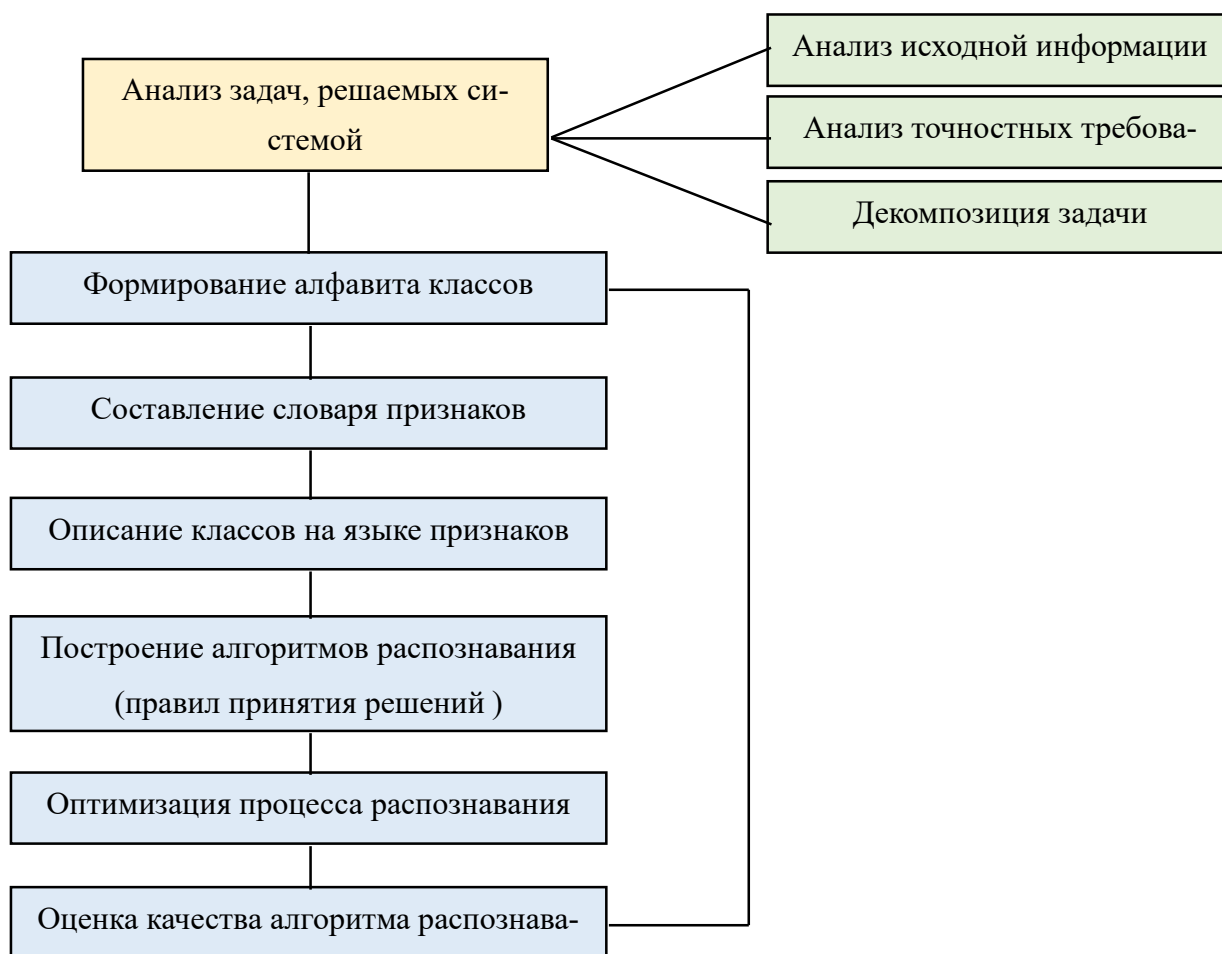 Анализ исходной информации
Анализ задач, решаемых си-
стемой
Анализ точностных требова-
Декомпозиция задачи
Формирование алфавита классов
Составление словаря признаков
Описание классов на языке признаков
Построение алгоритмов распознавания
(правил принятия решений )
Оптимизация процесса распознавания
Оценка качества алгоритма распознава-